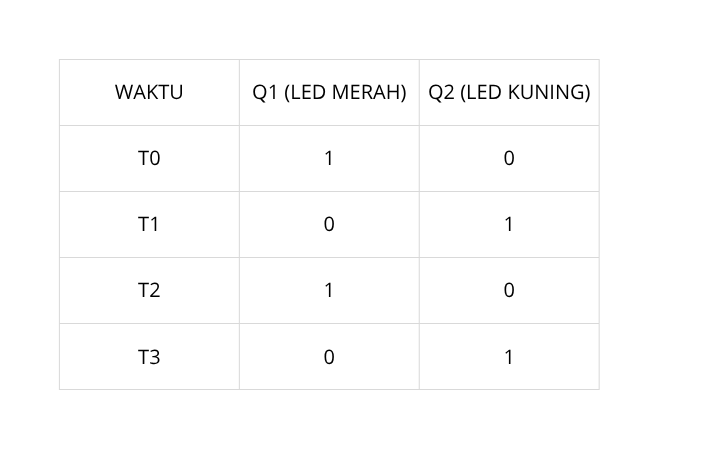 WAKTU Q1 (LED MERAH) Q2 (LED KUNING)
T0 1 0
T1 0 1
T2 1 0
T3 0 1